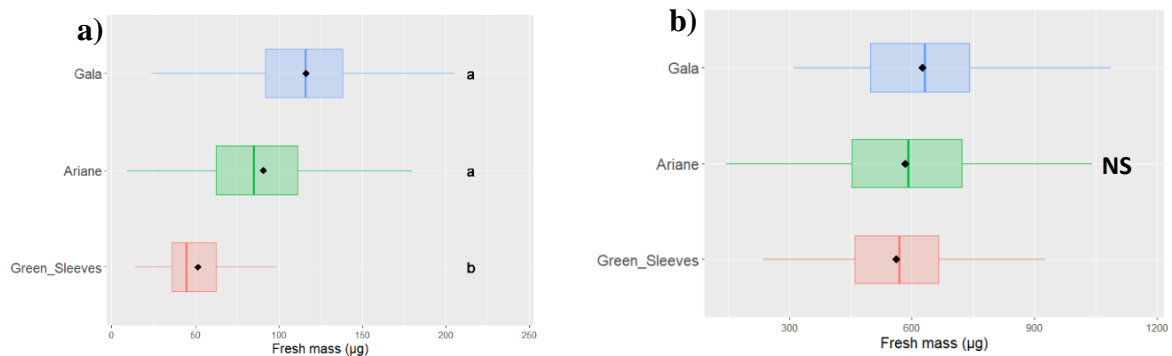 a)
Gala
a
Ariane
a
Green_Sleeves
b
0 50 100 150 200 250
Fresh mass (µg)
b)
Gala
Ariane
NS
Green_Sleeves
300 600 900 1200
Fresh mass (µg)